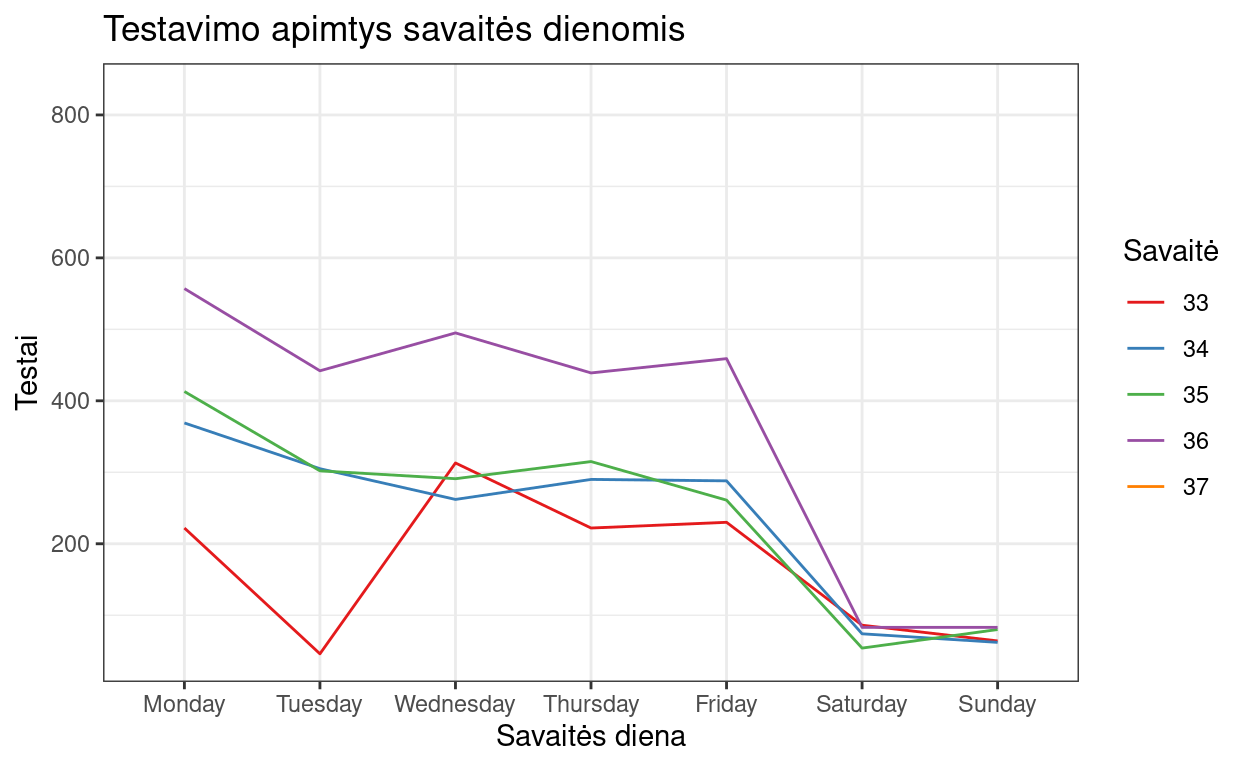 Testavimo apimtys savaitės dienomis
800
600
400
200
Testai
Monday Tuesday Wednesday Thursday Friday Saturday Sunday
Savaitės diena
Savaitė
33
34
35
36
37